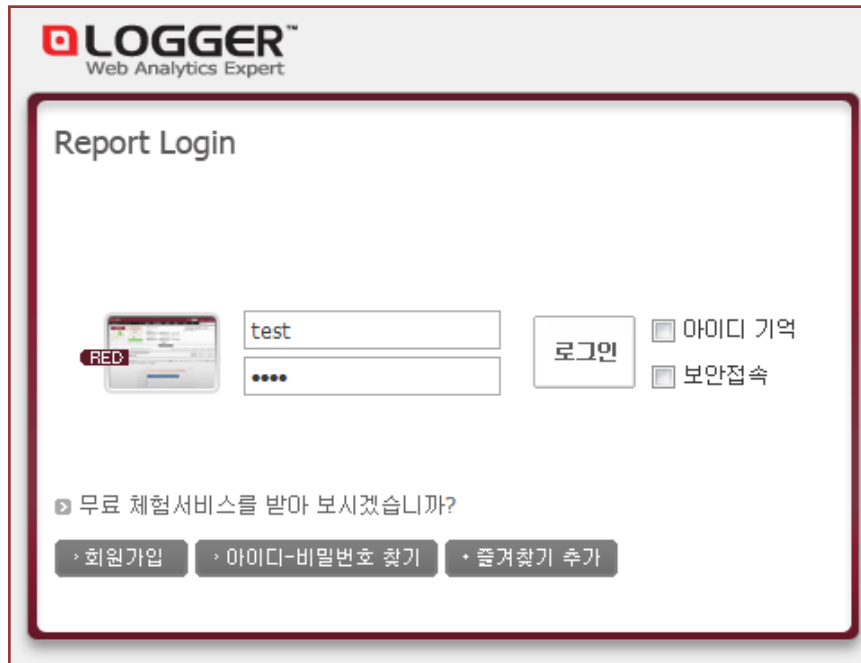 LOGGER™
Web Analytics Expert
Report Login
RED
test
••••
로그인
아이디 기억
보안접속
무료 체험서비스를 받아 보시겠습니까?
회원가입
아이디-비밀번호 찾기
즐겨찾기 추가